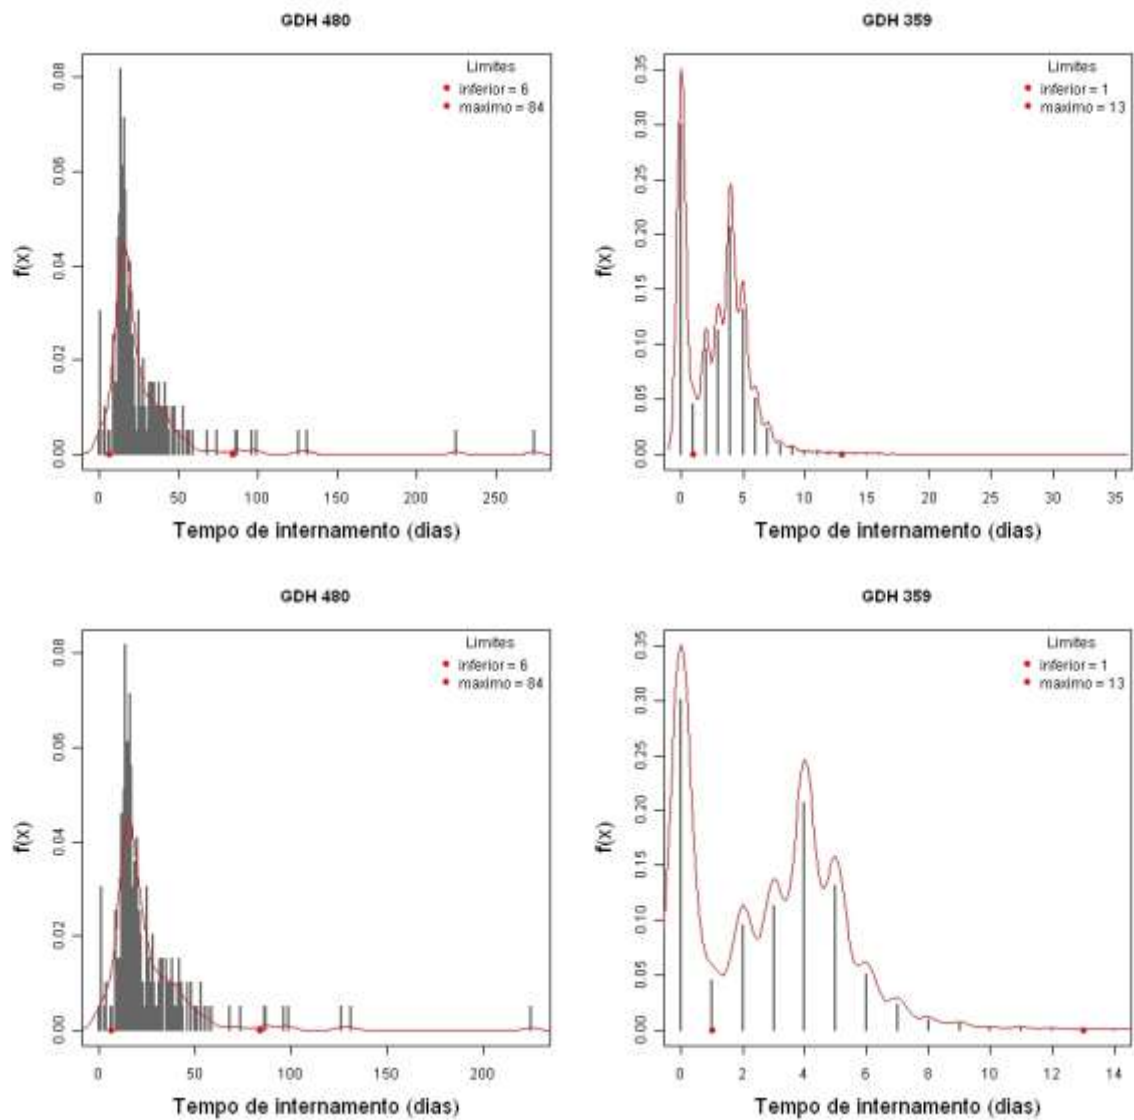 GDH 480
Limites
inferior = 6
maximo = 84
f(x)
0.00 0.02 0.04 0.06 0.08
0 50 100 150 200 250
Tempo de internamento (dias)
GDH 359
Limites
inferior = 1
maximo = 13
f(x)
0.00 0.05 0.10 0.15 0.20 0.25 0.30 0.35
0 5 10 15 20 25 30 35
Tempo de internamento (dias)
GDH 480
Limites
inferior = 6
maximo = 84
f(x)
0.00 0.02 0.04 0.06 0.08
0 50 100 150 200
Tempo de internamento (dias)
GDH 359
Limites
inferior = 1
maximo = 13
f(x)
0.00 0.05 0.10 0.15 0.20 0.25 0.30 0.35
0 2 4 6 8 10 12 14
Tempo de internamento (dias)